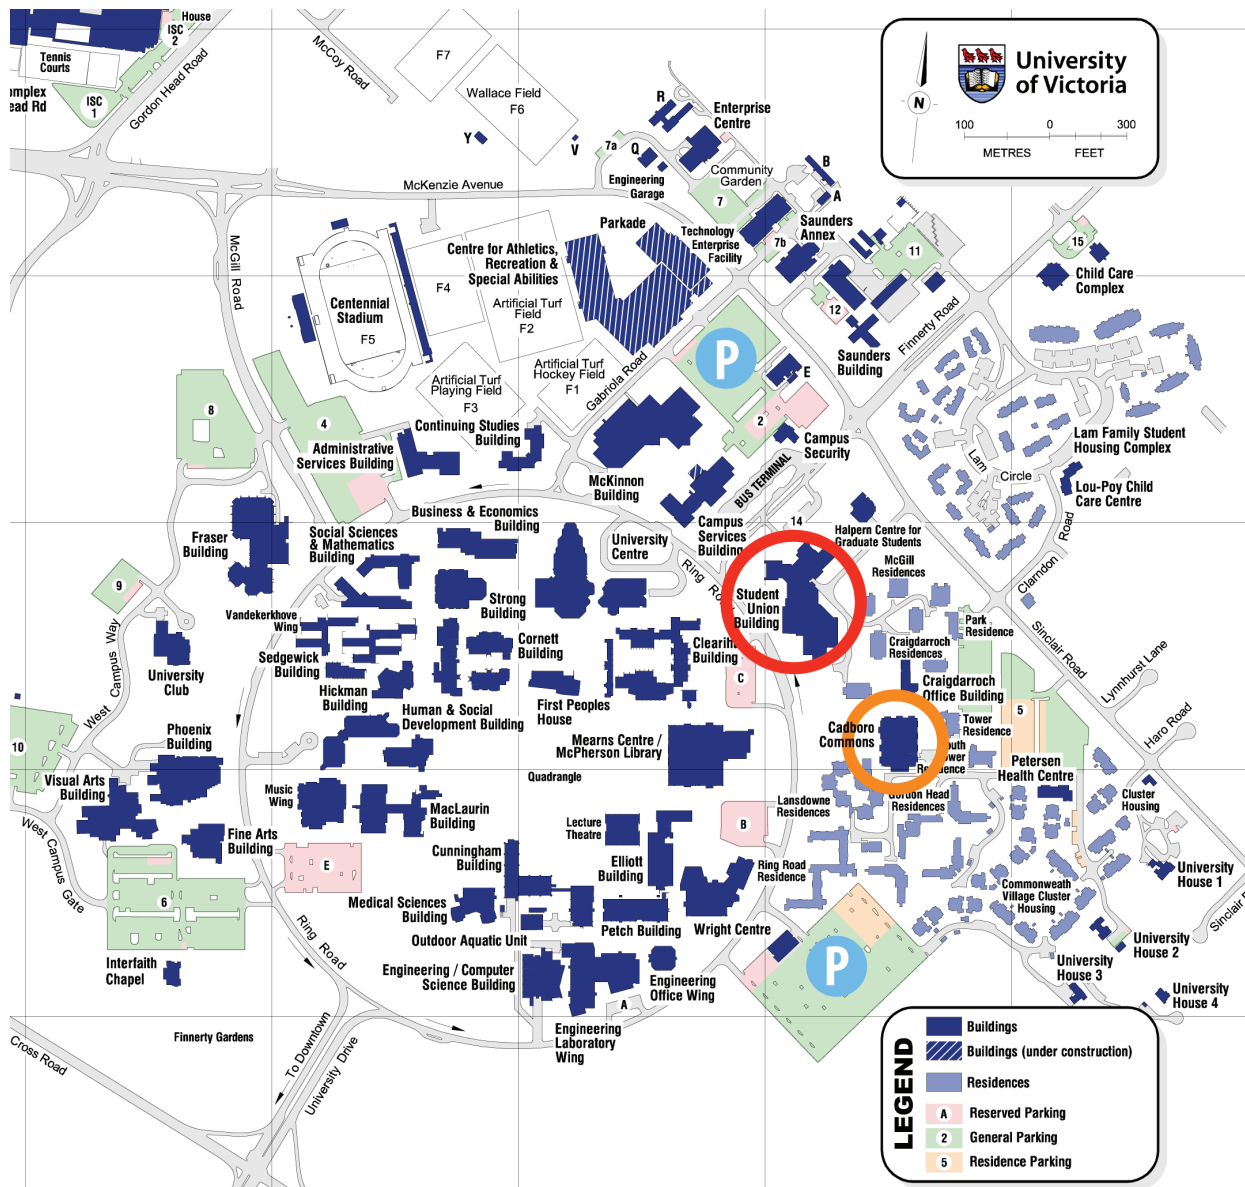 House
ISC
2
Tennis
Courts
omplex
ead Rd
ISC
1
Gordon Head Road
McCoy Road
F7
Wallace Field
F6
Y
V
R
Enterprise
Centre
7a
Q
Engineering
Garage
Community
Garden
B
A
7
McKenzie Avenue
University
of Victoria
N
100
0
300
METRES
FEET
Parkade
Technology
Enterprise
Facility
7b
Saunders
Annex
11
15
Child Care
Complex
McGill Road
Centre for Athletics,
Recreation &
Special Abilities
Centennial
Stadium
F5
F4
Artificial Turf
Field
F2
12
Saunders
Building
Finnerty Road
Artificial Turf
Playing Field
F3
Artificial Turf
Hockey Field
F1
Gabriola Road
P
E
2
Campus
Security
8
4
Administrative
Services Building
Continuing Studies
Building
McKinnon
Building
BUS TERMINAL
Lam
Circle
Lam Family Student
Housing Complex
Lou-Poy Child
Care Centre
Clarndon Road
Fraser
Building
Social Sciences
& Mathematics
Building
Business & Economics
Building
University
Centre
Campus
Services
Building
14
Halpern Centre for
Graduate Students
McGill
Residences
Ring Ro
9
West Campus Way
Vandekerkhove
Wing
Strong
Building
Student
Union
Building
Park
Residence
Sinclair Road
Sedgewick
Building
Cornett
Building
Clearih
Building
Craigdarroch
Residences
University
Club
Hickman
Building
C
Craigdarroch
Office Building
Lynnhurst Lane
Human & Social
Development Building
First Peoples
House
5
Haro Road
10
Phoenix
Building
Mearns Centre /
McPherson Library
Cadboro
Commons
Tower
Residence
outh
ower
Residence
Petersen
Health Centre
Visual Arts
Building
Quadrangle
Music
Wing
MacLaurin
Building
Lansdowne
Residences
Gordon Head
Residences
Cluster
Housing
West Campus Gate
Fine Arts
Building
Lecture
Theatre
B
Cunningham
Building
Elliott
Building
Ring Road
Residence
University
House 1
E
6
Medical Sciences
Building
Petch Building
Wright Centre
Commonweath
Village Cluster
Housing
Sinclair R
Outdoor Aquatic Unit
Ring Road
Interfaith
Chapel
Engineering / Computer
Science Building
A
Engineering
Office Wing
P
University
House 2
University
House 3
University
House 4
Engineering
Laboratory
Wing
Finnerty Gardens
Cross Road
To Downtown
University Drive
LEGEND
Buildings
Buildings (under construction)
Residences
A
Reserved Parking
2
General Parking
5
Residence Parking